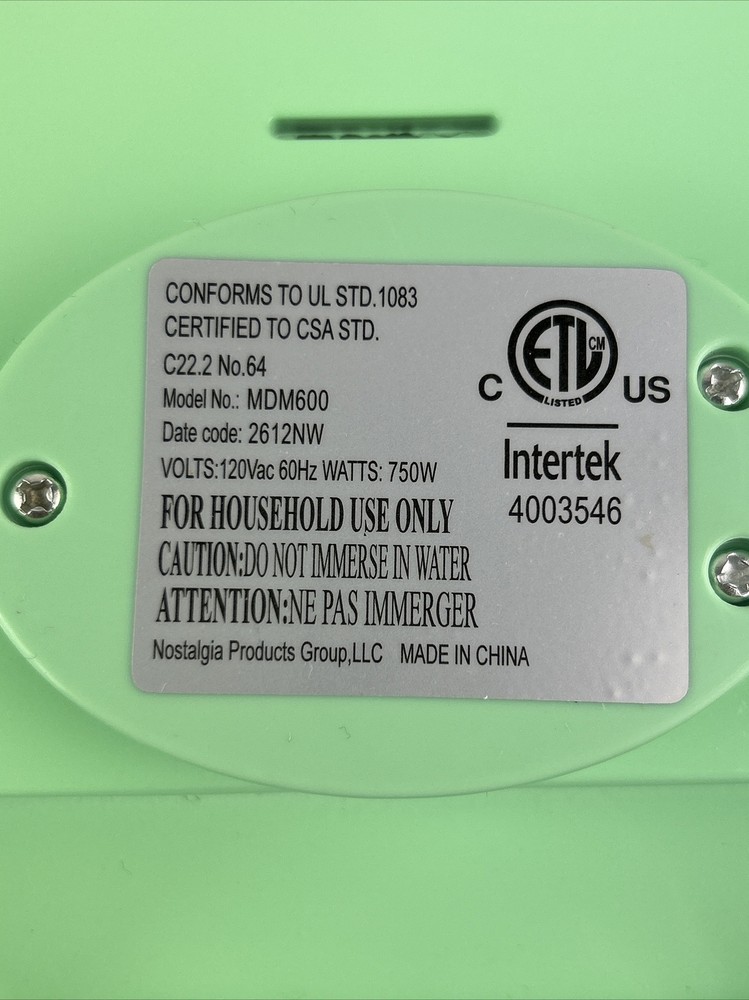 CONFORMS TO UL STD.1083
CERTIFIED TO CSA STD.
C22.2 No.64
Model No.: MDM600
Date code: 2612NW
VOLTS:120Vac 60Hz WATTS: 750W
FOR HOUSEHOLD USE ONLY
CAUTION:DO NOT IMMERSE IN WATER
ATTENTION:NE PAS IMMERGER
Nostalgia Products Group,LLC MADE IN CHINA
ETL CM
LISTED
C US
Intertek
4003546